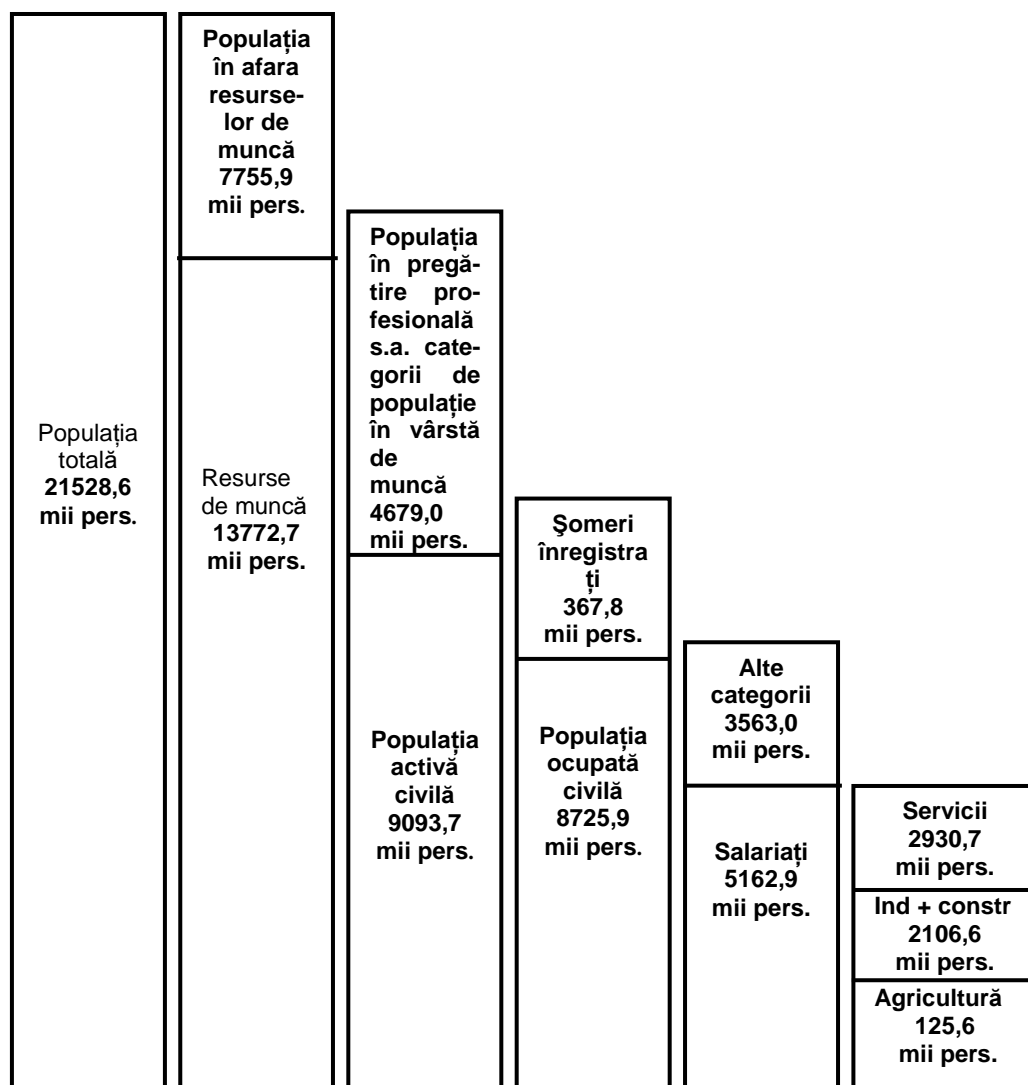 Populația
totală
21528,6
mii pers.
Populația
în afara
resurse-
lor de
muncă
7755,9
mii pers.
Resurse
de muncă
13772,7
mii pers.
Populația
în pregă-
tire pro-
fesională
s.a. cate-
gorii de
populație
în vârstă
de
muncă
4679,0
mii pers.
Populația
activă
civilă
9093,7
mii pers.
Şomeri
înregistra
ți
367,8
mii pers.
Populația
ocupată
civilă
8725,9
mii pers.
Alte
categorii
3563,0
mii pers.
Salariați
5162,9
mii pers.
Servicii
2930,7
mii pers.
Ind + constr
2106,6
mii pers.
Agricultură
125,6
mii pers.